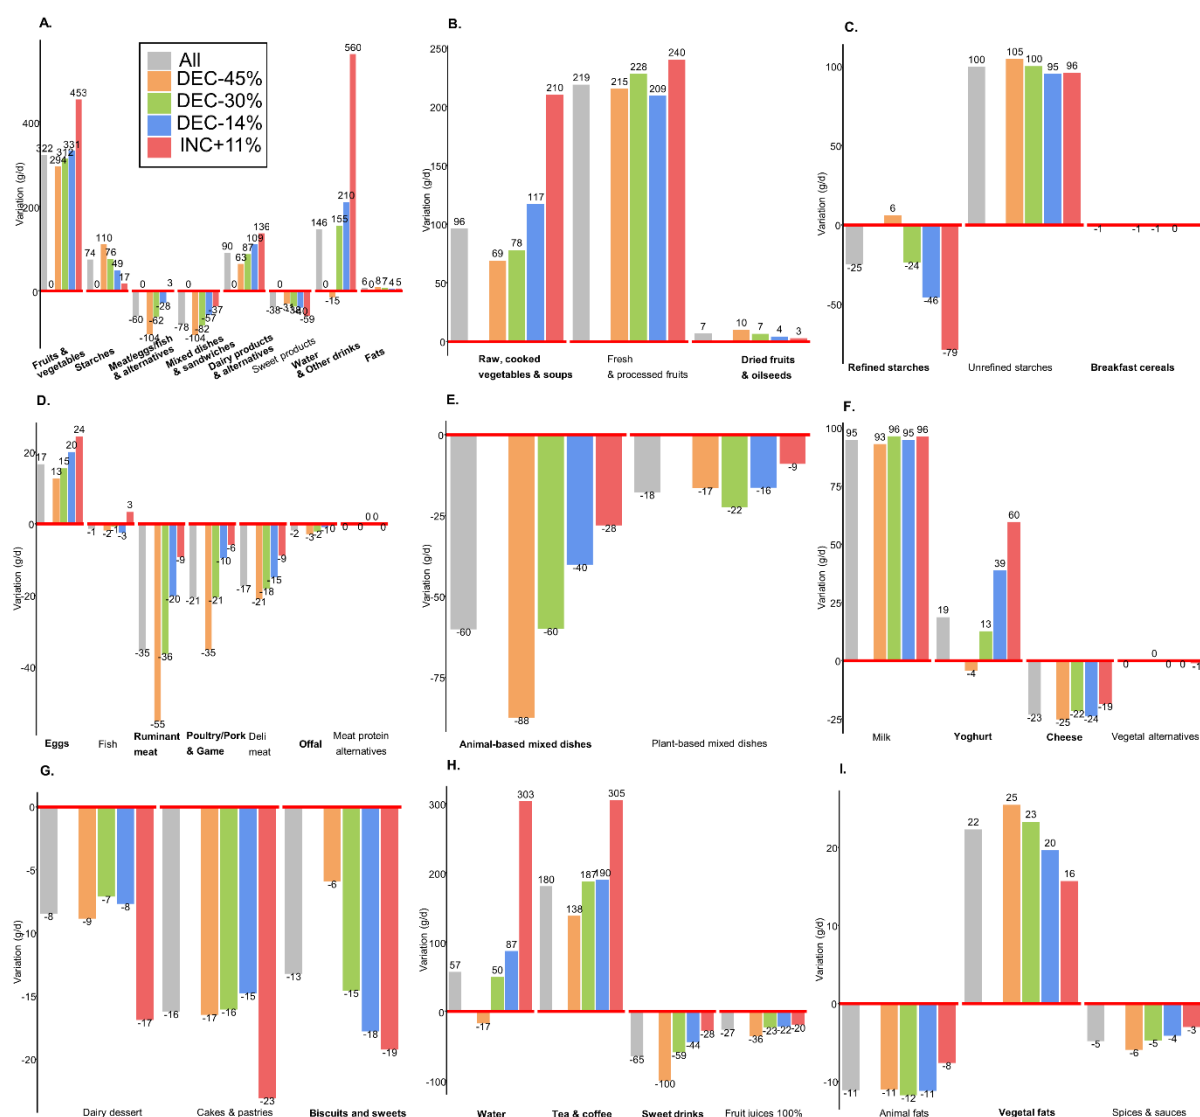 A.
All
DEC-45%
DEC-30%
DEC-14%
INC+11%
Variation (g/d)
400
200
0
322 0 294 312 331 453
74 0 110 76 49 17
-60 0 -104 -62 -28 3
-78 0 -104 -82 -57 -37
90 0 63 87 109 136
-38 0 -31 -38 -40 -59
146 0 -15 155 210 560
6 0 8 7 4 5
Fruits &
vegetables
Starches
Meat/eggs/fish
& alternatives
Mixed dishes
& sandwiches
Dairy products
& alternatives
Sweet products
Water
& Other drinks
Fats
B.
Variation (g/d)
250
200
150
100
50
0
96 69 78 117 210
219 215 228 209 240
7 10 7 4 3
Raw, cooked
vegetables & soups
Fresh
& processed fruits
Dried fruits
& oilseeds
C.
Variation (g/d)
100
50
0
-50
-25 6 -24 -46 -79
100 105 100 95 96
-1 -1 -1 0
Refined starches
Unrefined starches
Breakfast cereals
D.
Variation (g/d)
20
0
-20
-40
17 13 15 20 24
-1 -2 -1 -3 3
-35 -55 -36 -20 -9
-21 -35 -21 -10 -6
-17 -21 -18 -15 -9
-2 -3 -2 -1 0
0 0 0 0 0
Eggs
Fish
Ruminant
meat
Poultry/Pork
& Game
Deli
meat
Offal
Meat protein
alternatives
E.
Variation (g/d)
0
-25
-50
-75
-60 -88 -60 -40 -28
-18 -17 -22 -16 -9
Animal-based mixed dishes
Plant-based mixed dishes
F.
Variation (g/d)
100
75
50
25
0
-25
95 93 96 95 96
19 -4 13 39 60
-23 -25 -22 -24 -19
0 0 0 0 -1
Milk
Yoghurt
Cheese
Vegetal alternatives
G.
Variation (g/d)
0
-5
-10
-15
-20
-8 -9 -7 -8 -17
-16 -17 -16 -15 -23
-13 -6 -15 -18 -19
Dairy dessert
Cakes & pastries
Biscuits and sweets
H.
Variation (g/d)
300
200
100
0
-100
57 -17 50 87 303
180 138 187 190 305
-65 -100 -59 -44 -28
-27 -36 -23 -22 -20
Water
Tea & coffee
Sweet drinks
Fruit juices 100%
I.
Variation (g/d)
20
10
0
-10
-11 -11 -12 -11 -8
22 25 23 20 16
-5 -6 -5 -4 -3
Animal fats
Vegetal fats
Spices & sauces